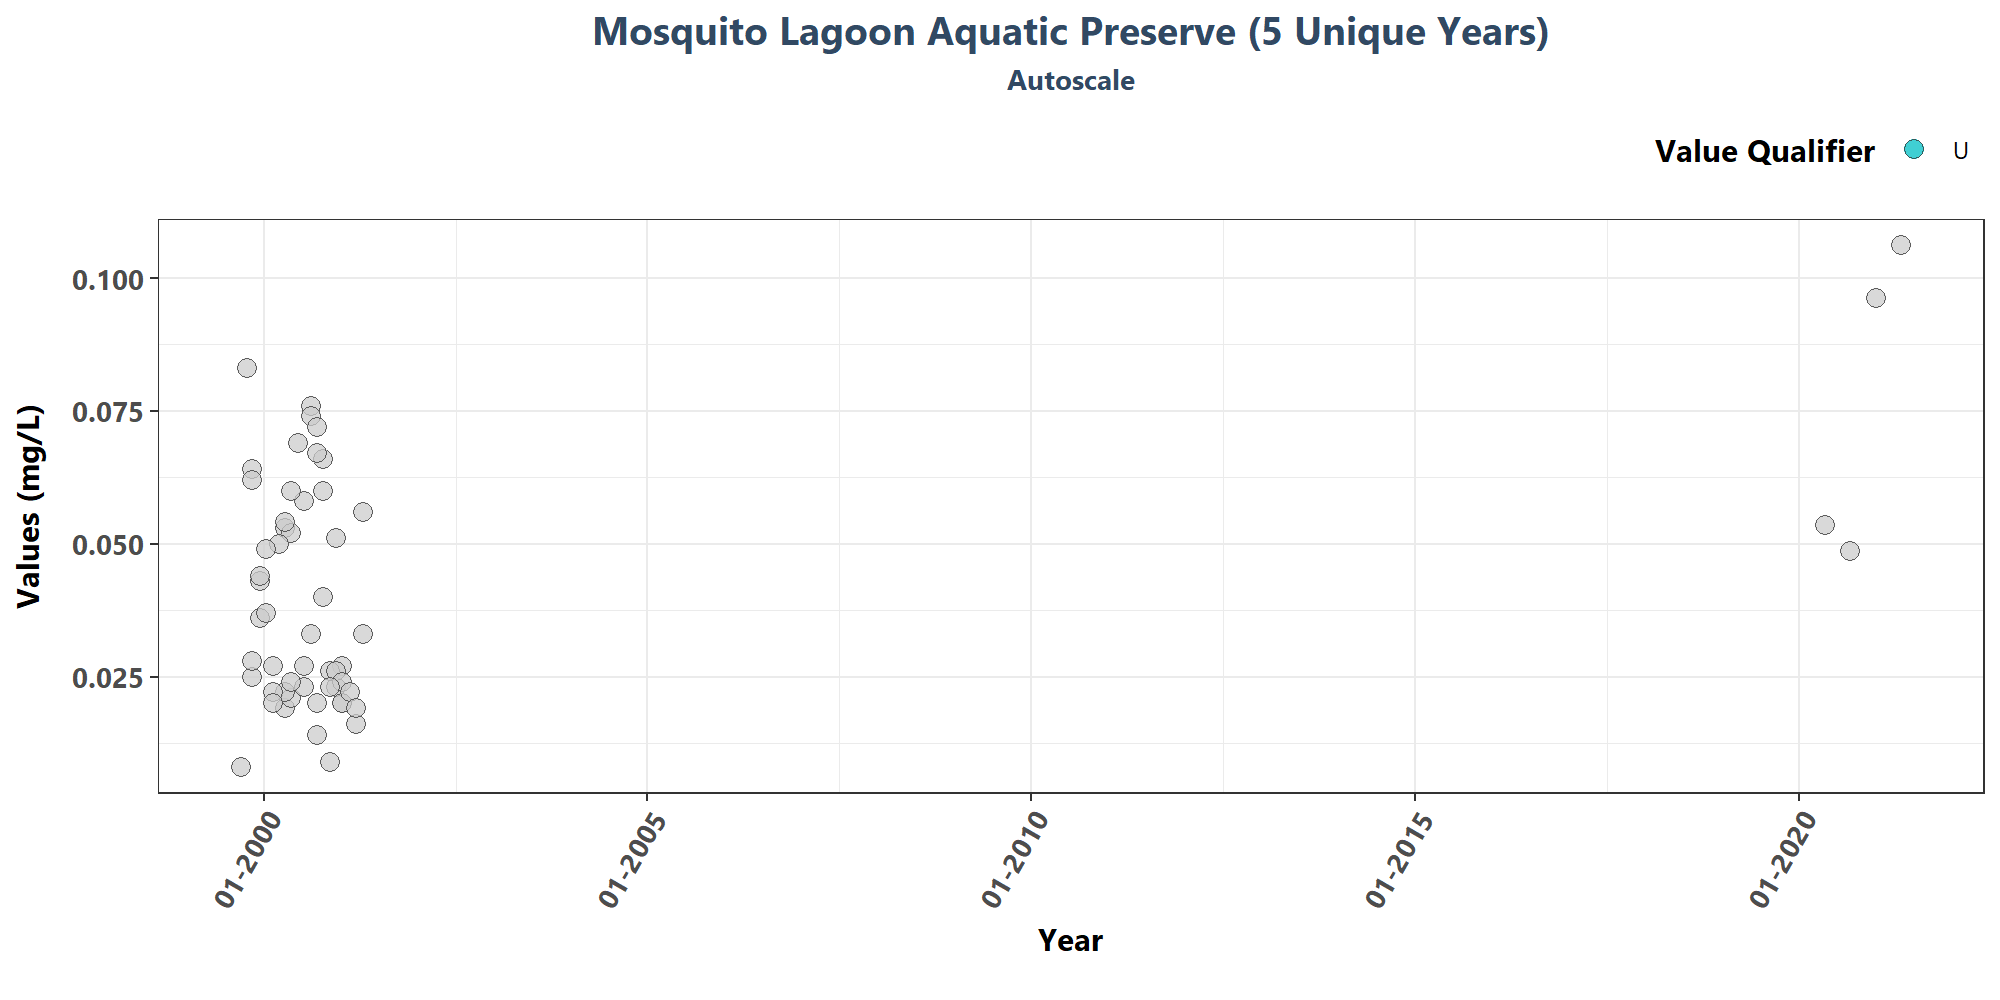 Mosquito Lagoon Aquatic Preserve (5 Unique Years)
Autoscale
Value Qualifier U
Values (mg/L)
0.100
0.075
0.050
0.025
01-2000
01-2005
01-2010
01-2015
01-2020
Year